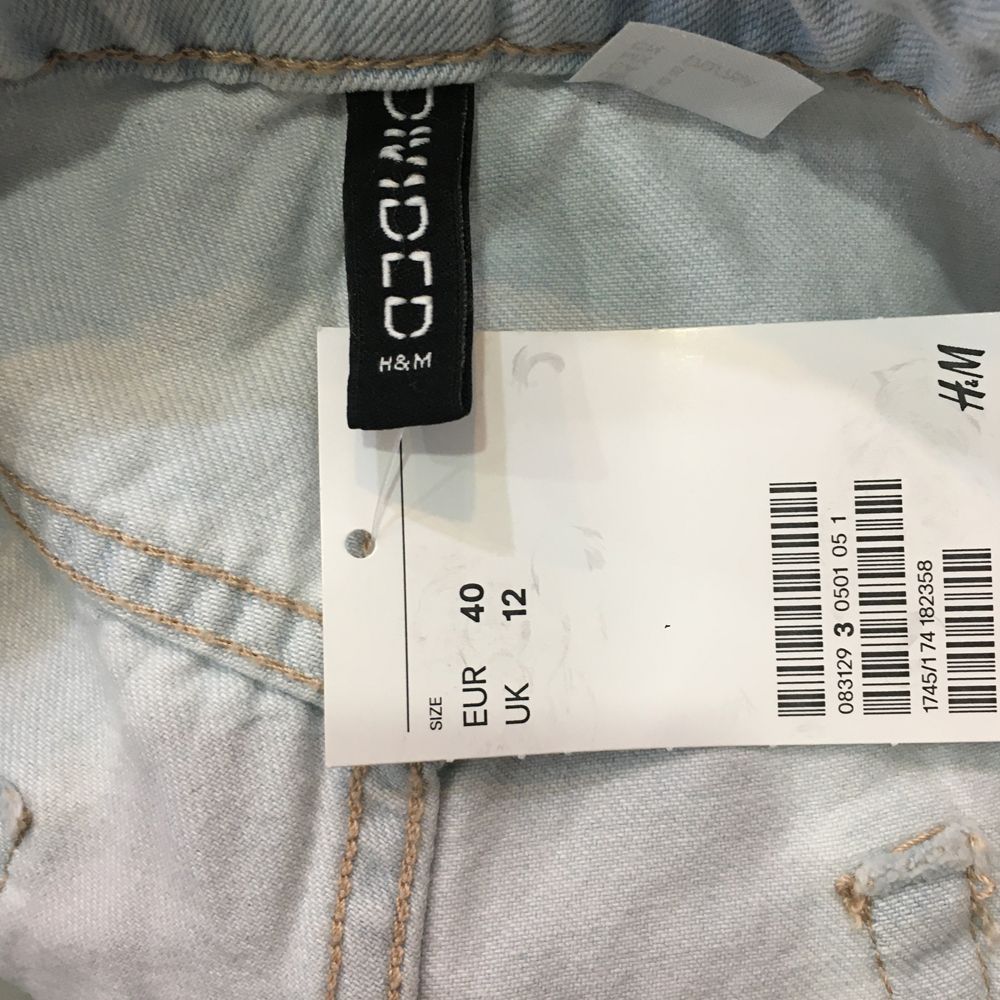 DIVIDED
H&M
H&M
SIZE
EUR 40
UK 12
083129 3 0501 05 1
1745/174 182358